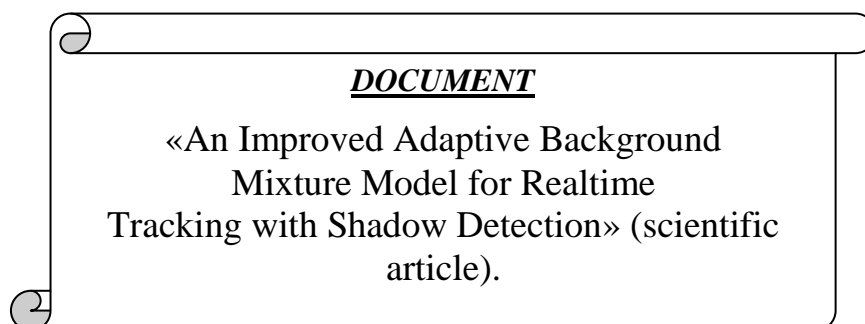 DOCUMENT
«An Improved Adaptive Background
Mixture Model for Realtime
Tracking with Shadow Detection» (scientific
article).